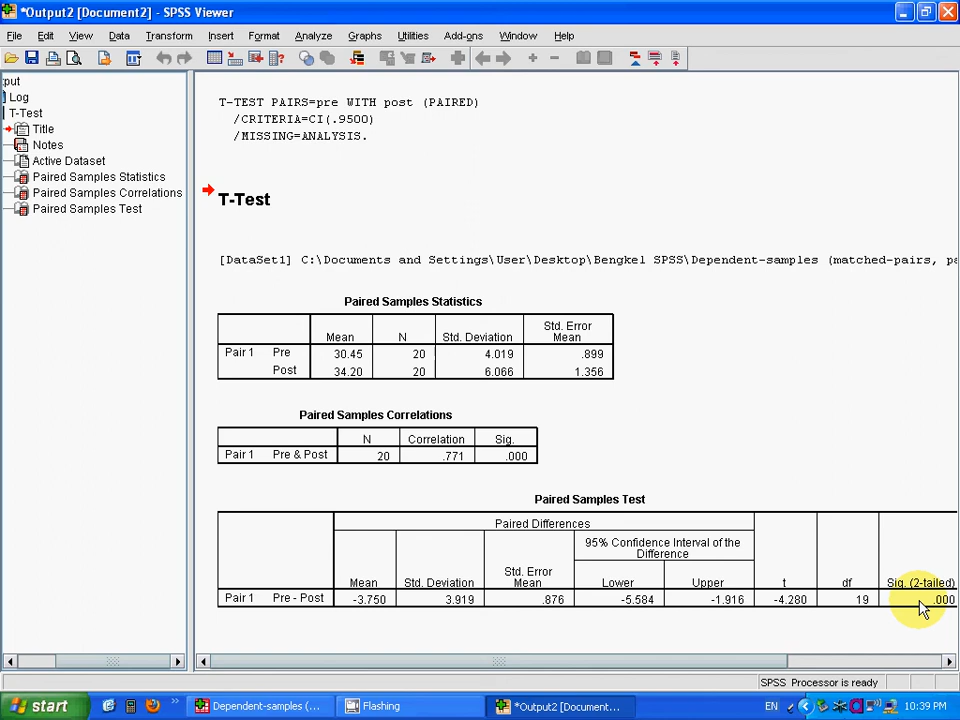 *Output2 [Document2] - SPSS Viewer
File Edit View Data Transform Insert Format Analyze Graphs Utilities Add-ons Window Help
put
Log
T-Test
Title
Notes
Active Dataset
Paired Samples Statistics
Paired Samples Correlations
Paired Samples Test
T-TEST PAIRS=pre WITH post (PAIRED)
/CRITERIA=CI(.9500)
/MISSING=ANALYSIS.
T-Test
[DataSet1] C:\Documents and Settings\User\Desktop\Bengkel SPSS\Dependent-samples (matched-pairs, pa
Paired Samples Statistics
Mean N Std. Deviation Std. Error Mean
Pair 1 Pre 30.45 20 4.019 .899
Post 34.20 20 6.066 1.356
Paired Samples Correlations
N Correlation Sig.
Pair 1 Pre & Post 20 .771 .000
Paired Samples Test
Paired Differences
95% Confidence Interval of the Difference
Mean Std. Deviation Std. Error Mean Lower Upper t df Sig. (2-tailed)
Pair 1 Pre - Post -3.750 3.919 .876 -5.584 -1.916 -4.280 19 .000
SPSS Processor is ready
start Dependent-samples (... Flashing *Output2 [Document... EN 10:39 PM